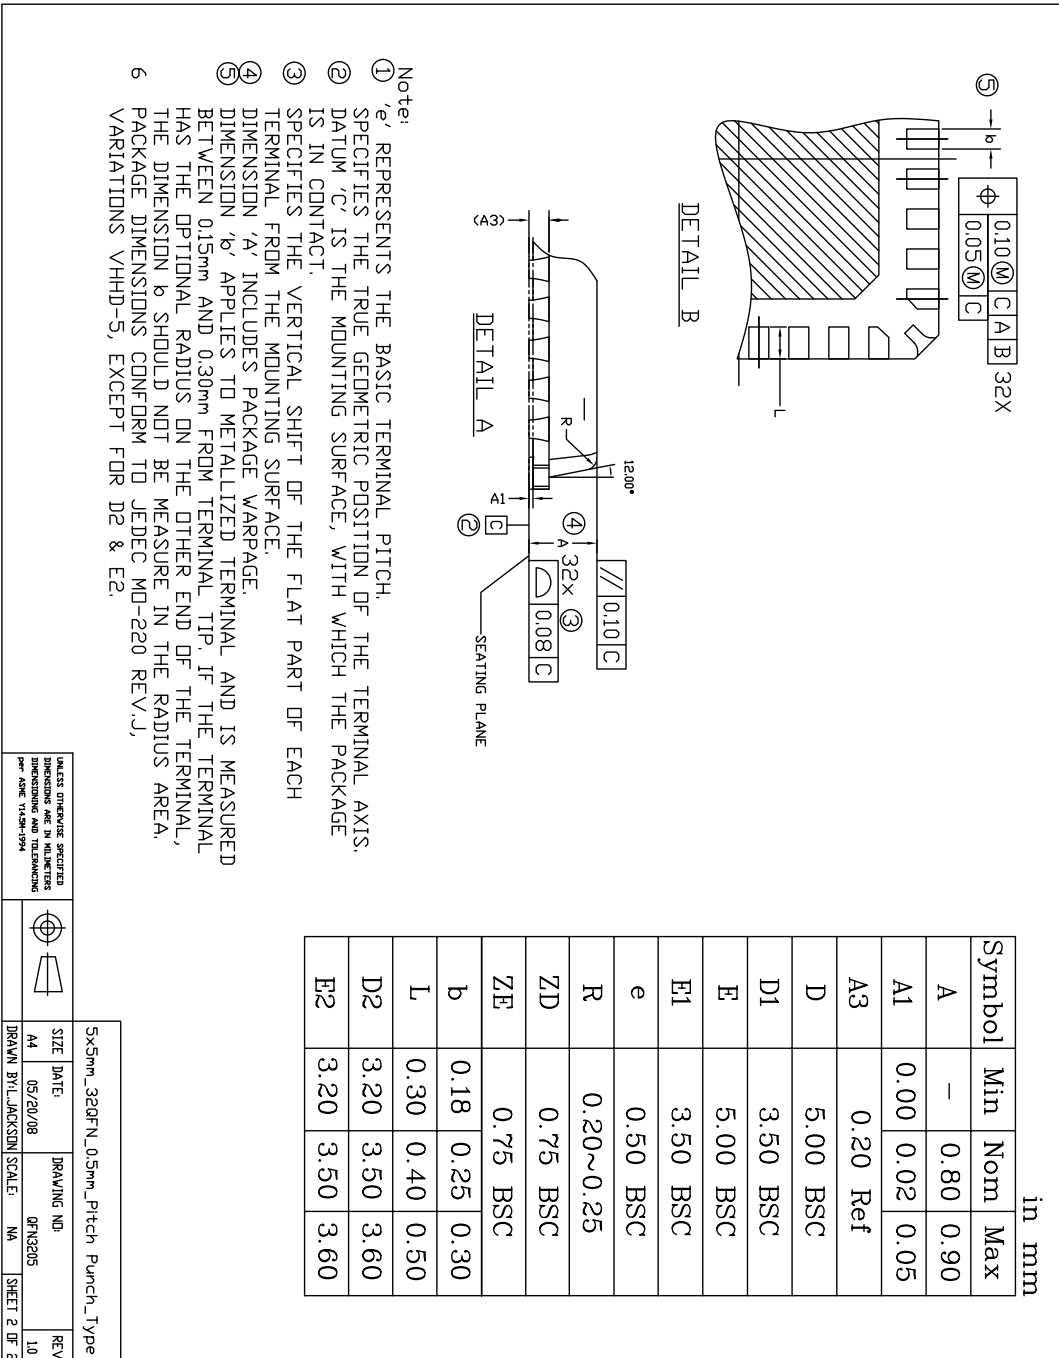 ⑤
b
⌖ 0.10 Ⓜ C A B 32X
0.05 Ⓜ C
L
DETAIL B
12.00°
R
(A3)
A1
② C
④
A
// 0.10 C
32x ③
⌓ 0.08 C
SEATING PLANE
DETAIL A
Note:
① 'e' REPRESENTS THE BASIC TERMINAL PITCH.
SPECIFIES THE TRUE GEOMETRIC POSITION OF THE TERMINAL AXIS.
② DATUM 'C' IS THE MOUNTING SURFACE, WITH WHICH THE PACKAGE
IS IN CONTACT.
③ SPECIFIES THE VERTICAL SHIFT OF THE FLAT PART OF EACH
TERMINAL FROM THE MOUNTING SURFACE.
④ DIMENSION 'A' INCLUDES PACKAGE WARPAGE.
⑤ DIMENSION 'b' APPLIES TO METALLIZED TERMINAL AND IS MEASURED
BETWEEN 0.15mm AND 0.30mm FROM TERMINAL TIP. IF THE TERMINAL
HAS THE OPTIONAL RADIUS ON THE OTHER END OF THE TERMINAL,
THE DIMENSION b SHOULD NOT BE MEASURE IN THE RADIUS AREA.
6 PACKAGE DIMENSIONS CONFORM TO JEDEC MO-220 REV.J,
VARIATIONS VHHD-5, EXCEPT FOR D2 & E2.
in mm
Symbol Min Nom Max
A — 0.80 0.90
A1 0.00 0.02 0.05
A3 0.20 Ref
D 5.00 BSC
D1 3.50 BSC
E 5.00 BSC
E1 3.50 BSC
e 0.50 BSC
R 0.20~0.25
ZD 0.75 BSC
ZE 0.75 BSC
b 0.18 0.25 0.30
L 0.30 0.40 0.50
D2 3.20 3.50 3.60
E2 3.20 3.50 3.60
5x5mm_32QFN_0.5mm_Pitch Punch_Type
UNLESS OTHERWISE SPECIFIED
DIMENSIONS ARE IN MILIMETERS
DIMENSIONING AND TOLERANCING
per ASME Y14.5M-1994
SIZE DATE: DRAWING NO: REV
A4 05/20/08 QFN3205 1.0
DRAWN BY:L.JACKSON SCALE: NA SHEET 2 OF 2